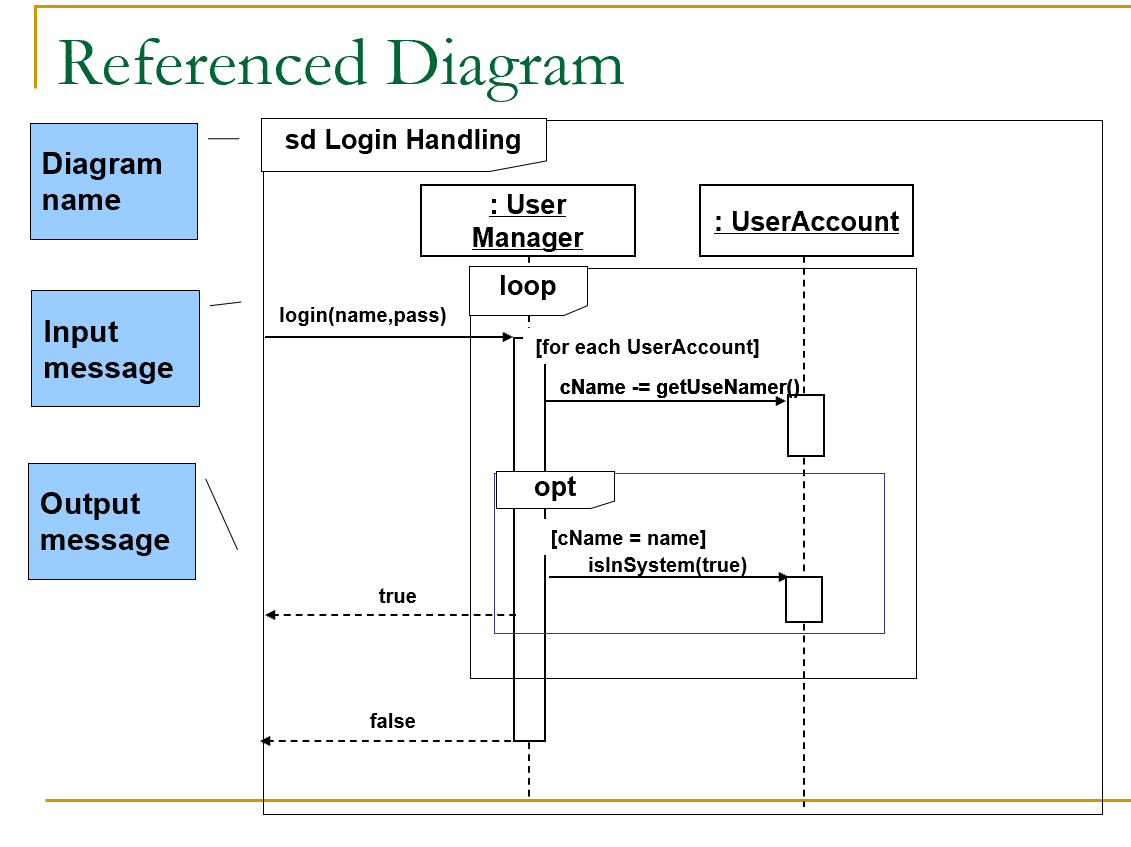 Referenced Diagram
Diagram
name
sd Login Handling
: User
Manager
: UserAccount
loop
Input
message
login(name,pass)
[for each UserAccount]
cName -= getUseNamer()
Output
message
opt
[cName = name]
isInSystem(true)
true
false